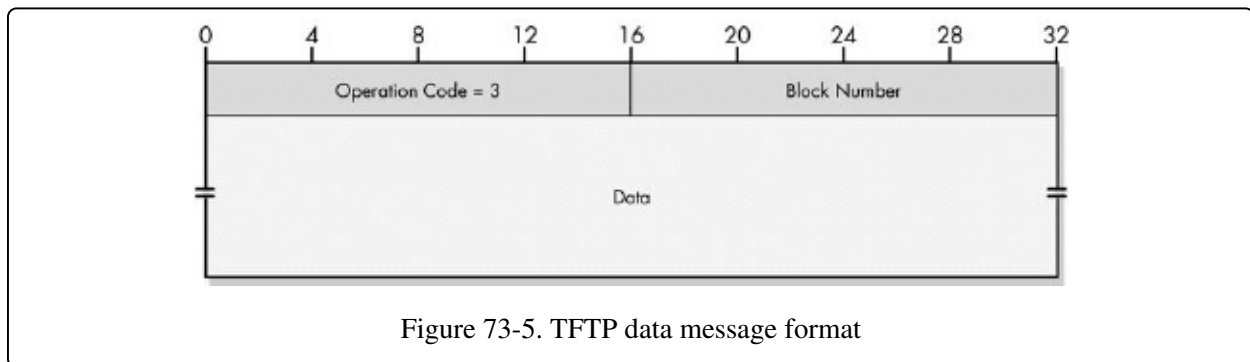 0 4 8 12 16 20 24 28 32
Operation Code = 3 Block Number
Data
Figure 73-5. TFTP data message format